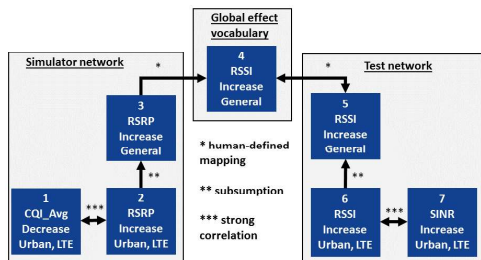 Global effect
vocabulary
4
RSSI
Increase
General
Simulator network
*
3
RSRP
Increase
General
**
1
CQI_Avg
Decrease
Urban, LTE
***
2
RSRP
Increase
Urban, LTE
* human-defined
mapping
** subsumption
*** strong
correlation
Test network
*
5
RSSI
Increase
General
**
6
RSSI
Increase
Urban, LTE
***
7
SINR
Increase
Urban, LTE